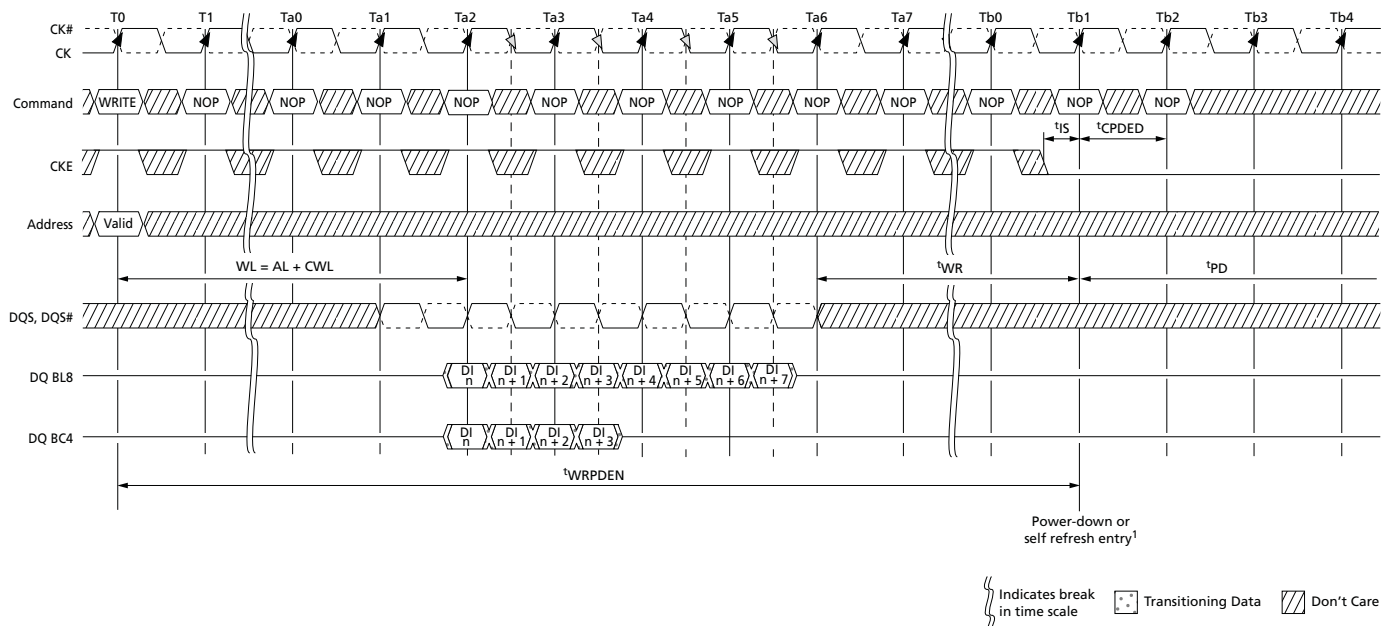 T0 T1 Ta0 Ta1 Ta2 Ta3 Ta4 Ta5 Ta6 Ta7 Tb0 Tb1 Tb2 Tb3 Tb4
CK#
CK
Command WRITE NOP NOP NOP NOP NOP NOP NOP NOP NOP NOP NOP NOP
tIS tCPDED
CKE
Address Valid
WL = AL + CWL tWR tPD
DQS, DQS#
DQ BL8 DI n DI n + 1 DI n + 2 DI n + 3 DI n + 4 DI n + 5 DI n + 6 DI n + 7
DQ BC4 DI n DI n + 1 DI n + 2 DI n + 3
tWRPDEN
Power-down or
self refresh entry1
Indicates break
in time scale
Transitioning Data
Don't Care